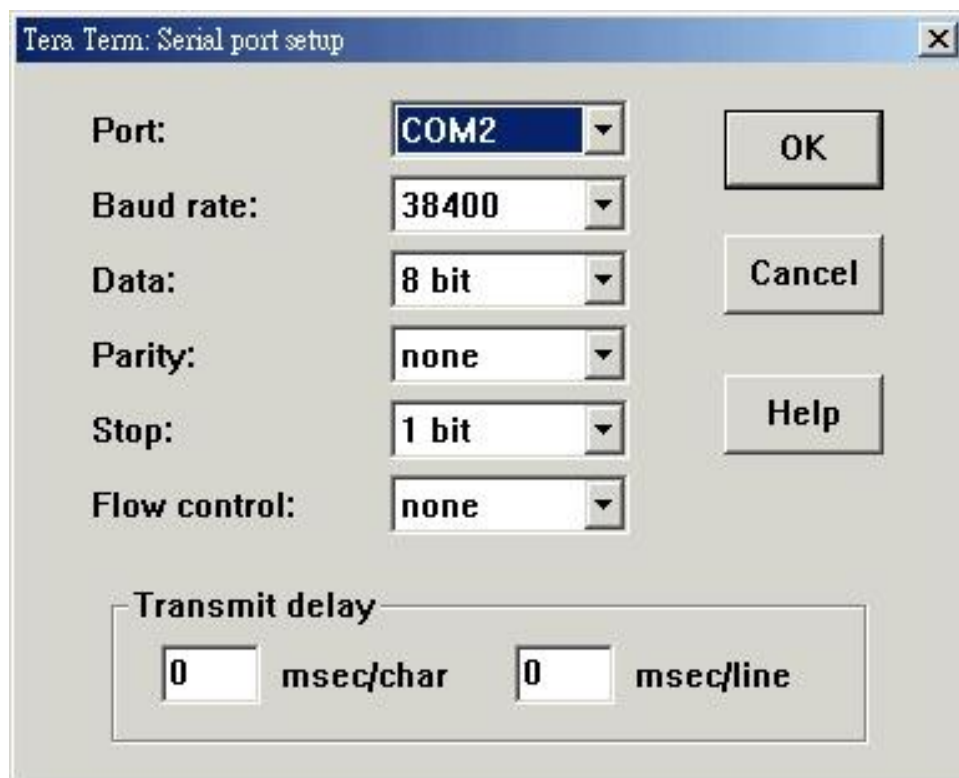 Tera Term: Serial port setup
Port: COM2
OK
Baud rate: 38400
Data: 8 bit
Cancel
Parity: none
Stop: 1 bit
Help
Flow control: none
Transmit delay
0 msec/char 0 msec/line